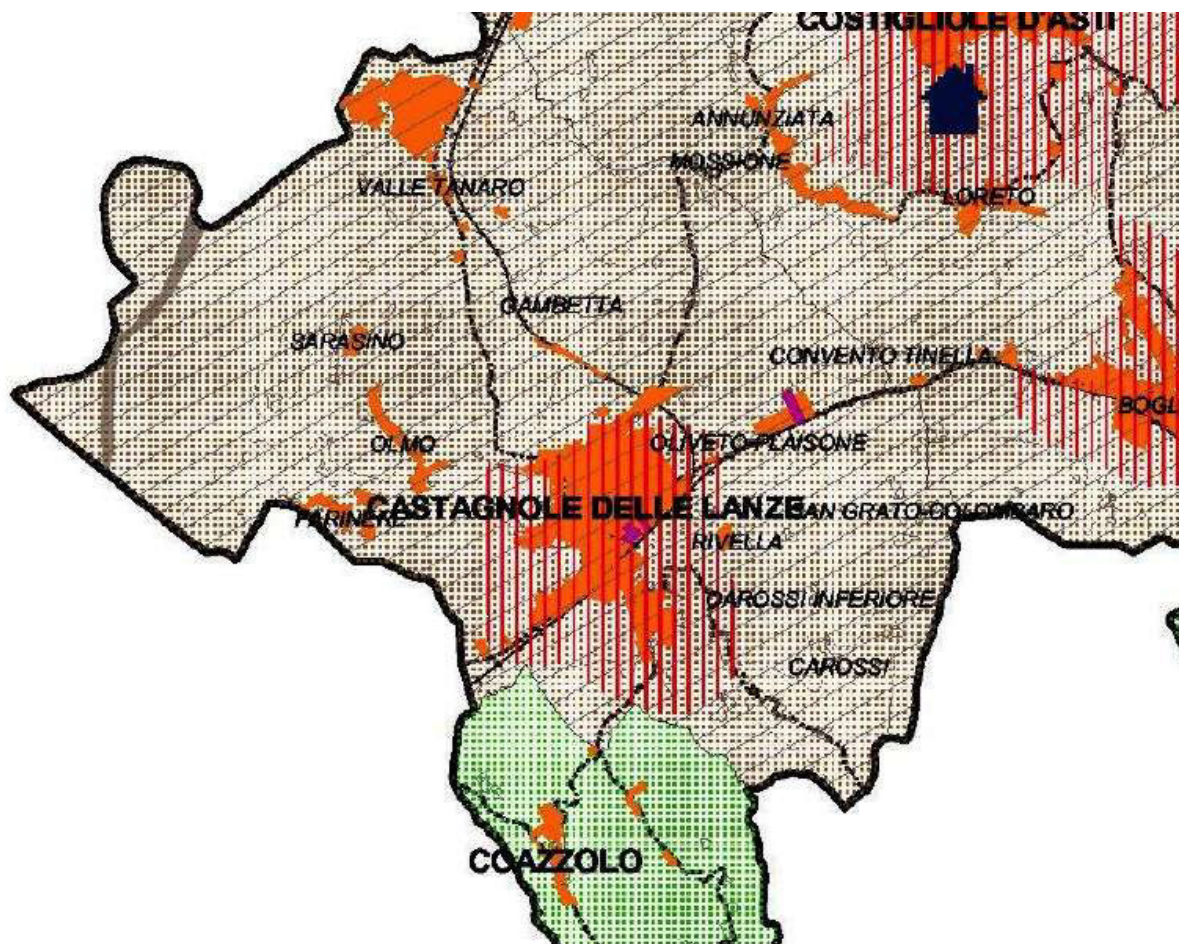 COSTIGLIOLE D'ASTI
ANNUNZIATA
MOSSIONE
VALLE TANARO
LORETO
GAMBETTA
SARASINO
CONVENTO TINELLA
BOGL
OLMO
OLIVETO-PLAISONE
CASTAGNOLE DELLE LANZE
SAN GRATO-COLOMBARO
FARINERE
RIVELLA
CAROSSI INFERIORE
CAROSSI
COAZZOLO